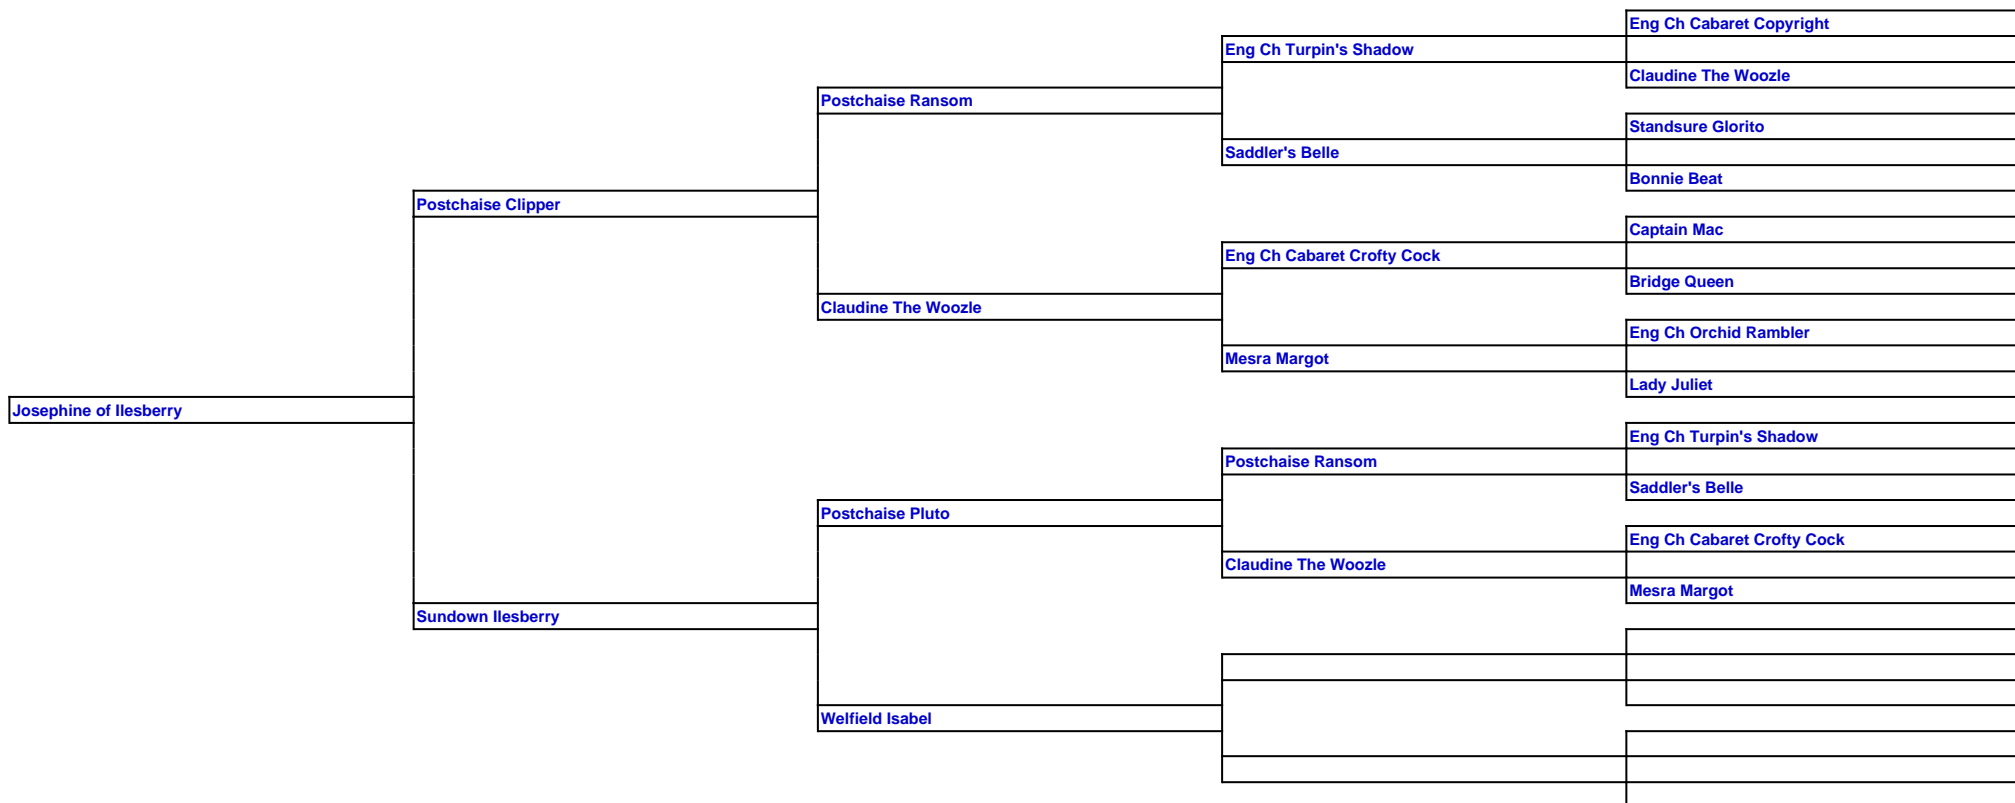 Eng Ch Cabaret Copyright
Eng Ch Turpin's Shadow
Claudine The Woozle
Postchaise Ransom
Standsure Glorito
Saddler's Belle
Bonnie Beat
Postchaise Clipper
Captain Mac
Eng Ch Cabaret Crofty Cock
Bridge Queen
Claudine The Woozle
Eng Ch Orchid Rambler
Mesra Margot
Lady Juliet
Josephine of Ilesberry
Eng Ch Turpin's Shadow
Postchaise Ransom
Saddler's Belle
Postchaise Pluto
Eng Ch Cabaret Crofty Cock
Claudine The Woozle
Mesra Margot
Sundown Ilesberry
Welfield Isabel